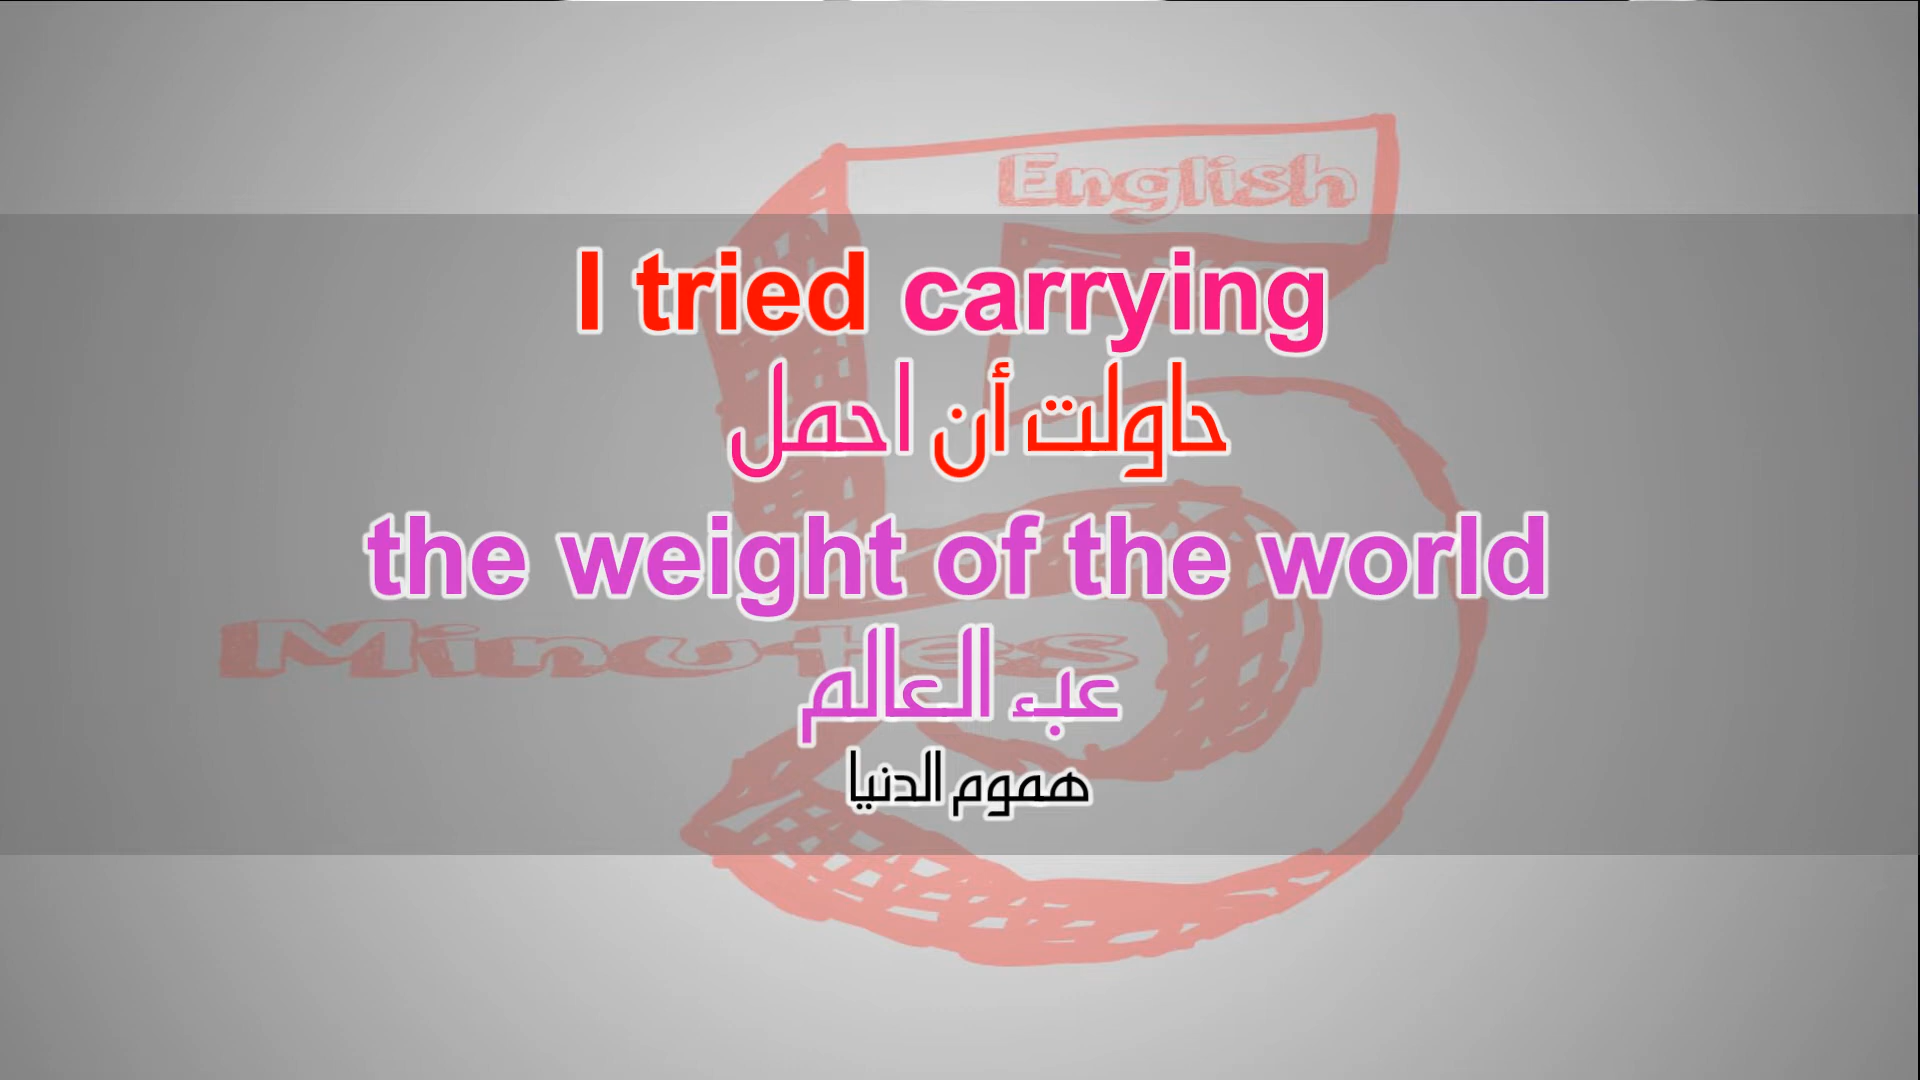 English
I tried carrying
حاولت أن احمل
the weight of the world
Minutes
عبء العالم
هموم الدنيا